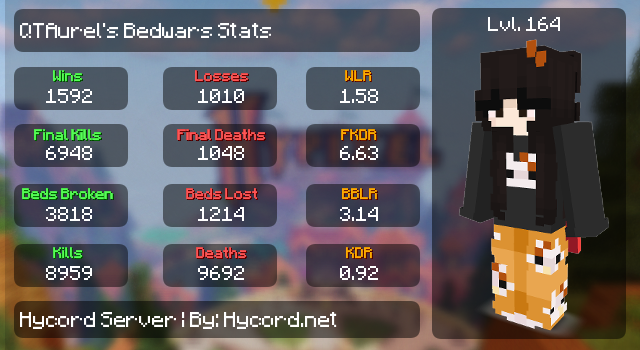 QTAurel's Bedwars Stats
Lvl. 164
Wins Losses WLR
1592 1010 1.58
Final Kills Final Deaths FKDR
6948 1048 6.63
Beds Broken Beds Lost BBLR
3818 1214 3.14
Kills Deaths KDR
8959 9692 0.92
Hycord Server | By: Hycord.net